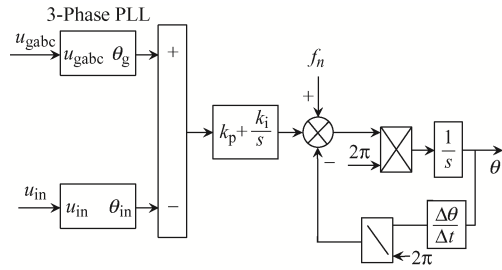 3-Phase PLL
u_gabc
u_gabc θ_g
+
u_in
u_in θ_in
−
k_p + k_i/s
f_n
+
−
2π
1/s
θ
Δθ/Δt
2π